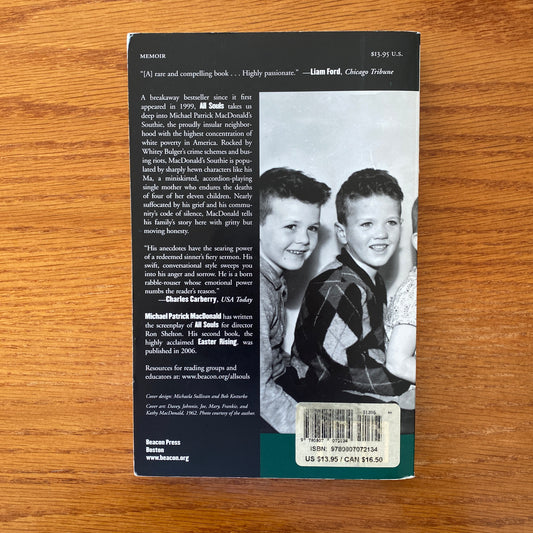 MEMOIR
$13.95 U.S.
"[A] rare and compelling book . . . Highly passionate." —Liam Ford, Chicago Tribune
A breakaway bestseller since it first
appeared in 1999, All Souls takes us
deep into Michael Patrick MacDonald's
Southie, the proudly insular neighbor-
hood with the highest concentration of
white poverty in America. Rocked by
Whitey Bulger's crime schemes and bus-
ing riots, MacDonald's Southie is popu-
lated by sharply hewn characters like his
Ma, a miniskirted, accordion-playing
single mother who endures the deaths
of four of her eleven children. Nearly
suffocated by his grief and his commu-
nity's code of silence, MacDonald tells
his family's story here with gritty but
moving honesty.
"His anecdotes have the searing power
of a redeemed sinner's fiery sermon. His
swift, conversational style sweeps you
into his anger and sorrow. He is a born
rabble-rouser whose emotional power
numbs the reader's reason."
—Charles Carberry, USA Today
Michael Patrick MacDonald has written
the screenplay of All Souls for director
Ron Shelton. His second book, the
highly acclaimed Easter Rising, was
published in 2006.
Resources for reading groups and
educators at: www.beacon.org/allsouls
Cover design: Michaela Sullivan and Bob Kosturko
Cover art: Davey, Johnnie, Joe, Mary, Frankie, and
Kathy MacDonald, 1962. Photo courtesy of the author.
Beacon Press
Boston
www.beacon.org
9 780807 072134
ISBN: 9780807072134
US $13.95 / CAN $16.50